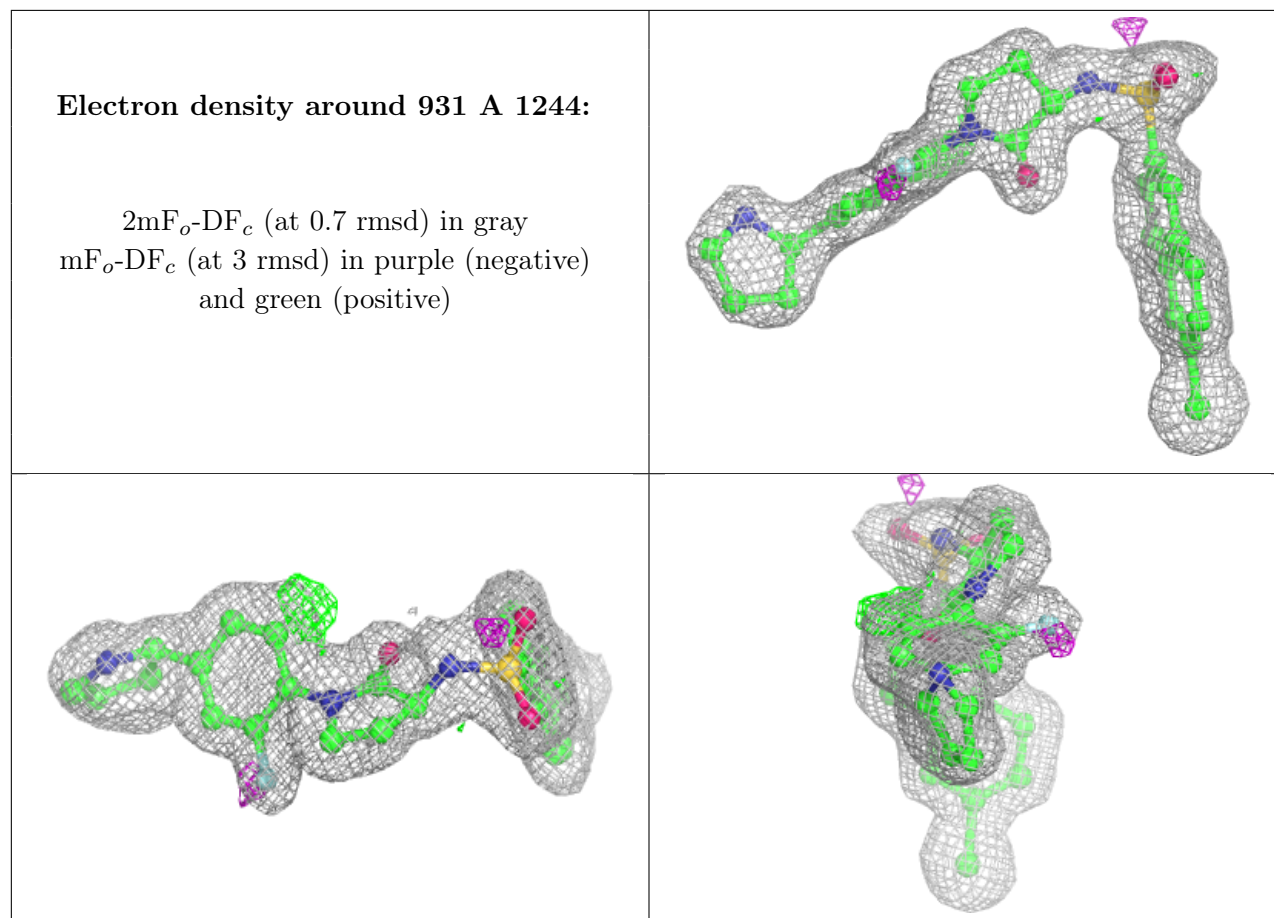 Electron density around 931 A 1244:
2mFo-DFc (at 0.7 rmsd) in gray
mFo-DFc (at 3 rmsd) in purple (negative)
and green (positive)